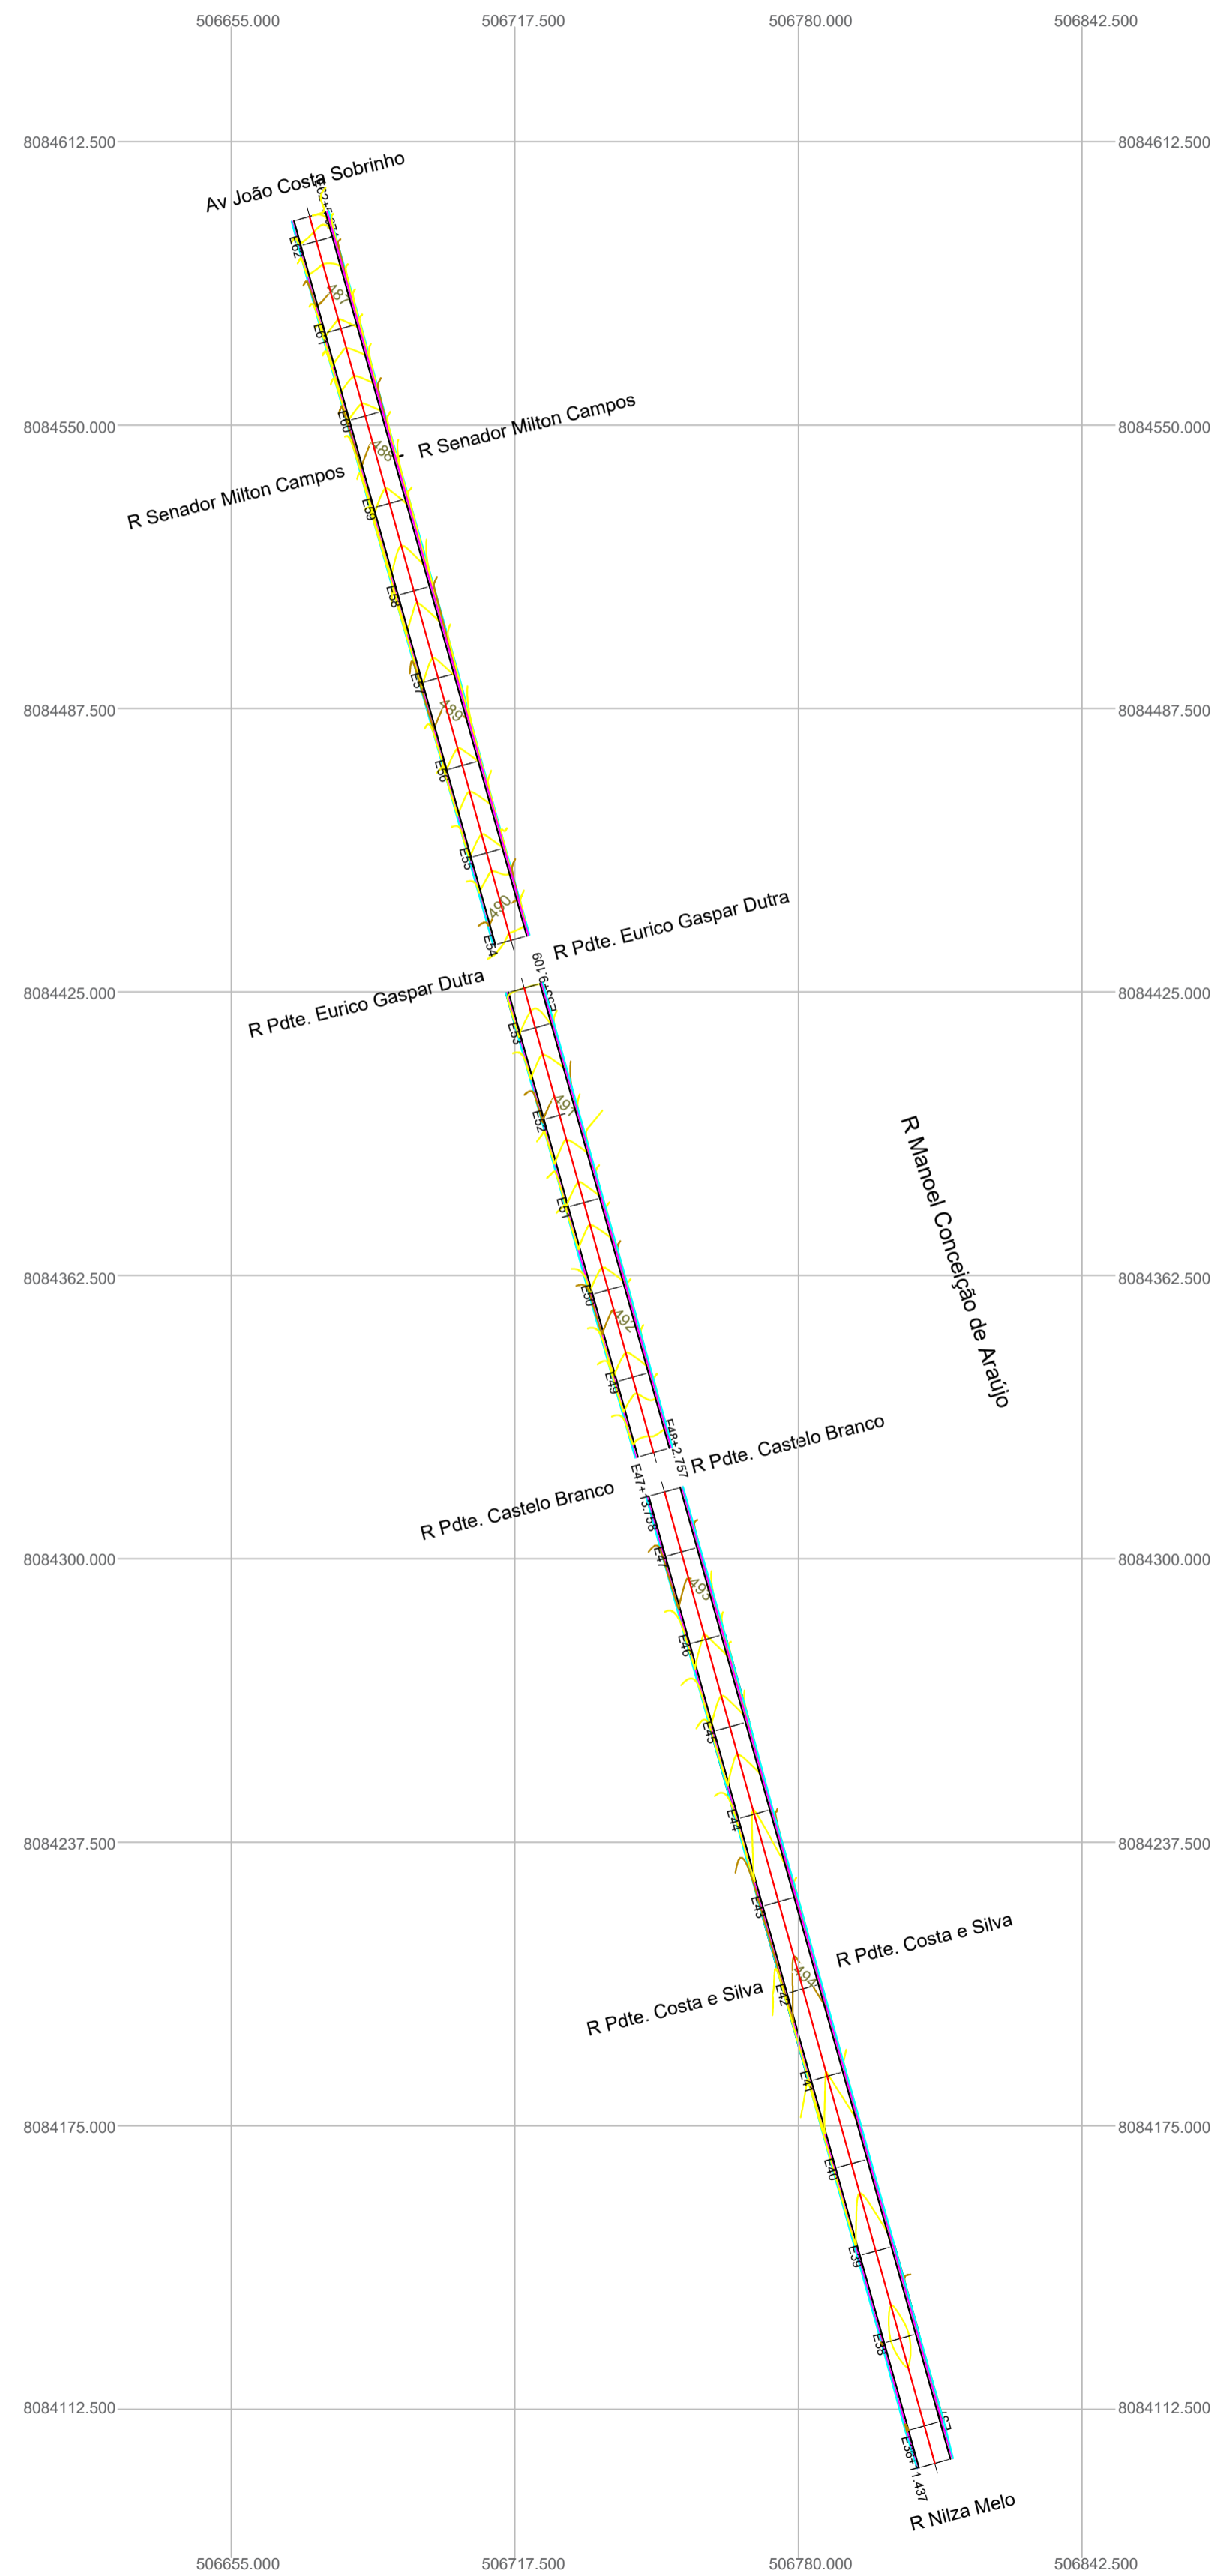 506655.000 506717.500 506780.000 506842.500
8084612.500 8084612.500
Av João Costa Sobrinho
E62
487
E61
8084550.000 8084550.000
R Senador Milton Campos
E60
488
R Senador Milton Campos
E59
E58
E57
8084487.500 8084487.500
489
E56
E55
490
R Pdte. Eurico Gaspar Dutra
E54
R Pdte. Eurico Gaspar Dutra
E53+9.109
8084425.000 8084425.000
E53
491
E52
R Manoel Conceição de Araújo
E51
8084362.500 8084362.500
E50
492
E49
E48+2.757
R Pdte. Castelo Branco
R Pdte. Castelo Branco
E47+13.758
8084300.000 8084300.000
E47
493
E46
E45
E44
8084237.500 8084237.500
E43
R Pdte. Costa e Silva
494
R Pdte. Costa e Silva
E42
E41
8084175.000 8084175.000
E40
E39
E38
8084112.500 8084112.500
E37
E36+11.437
R Nilza Melo
506655.000 506717.500 506780.000 506842.500